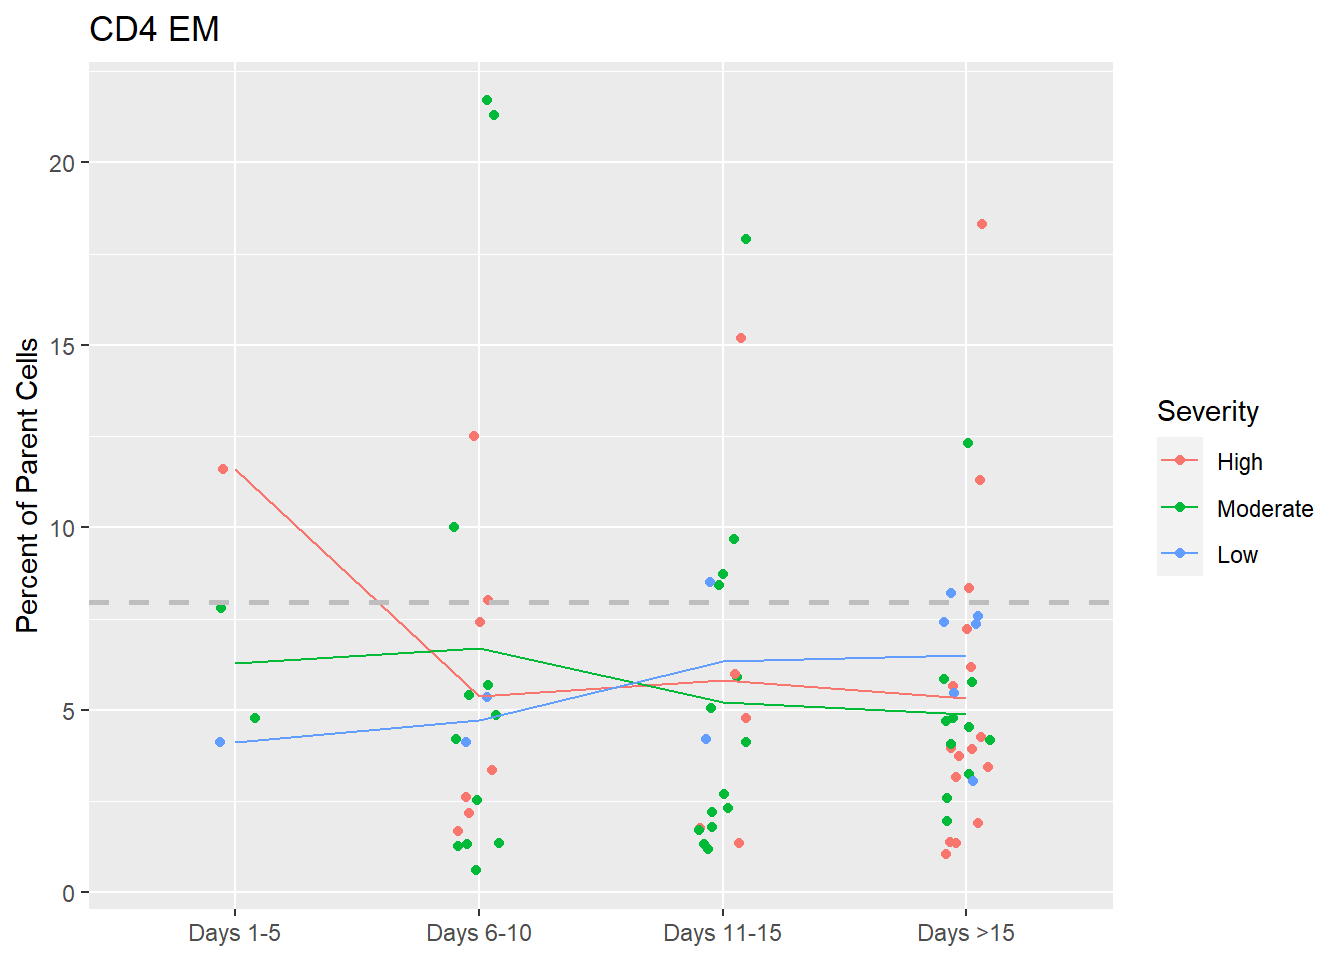 CD4 EM
Percent of Parent Cells
20
15
10
5
0
Days 1-5
Days 6-10
Days 11-15
Days >15
Severity
High
Moderate
Low